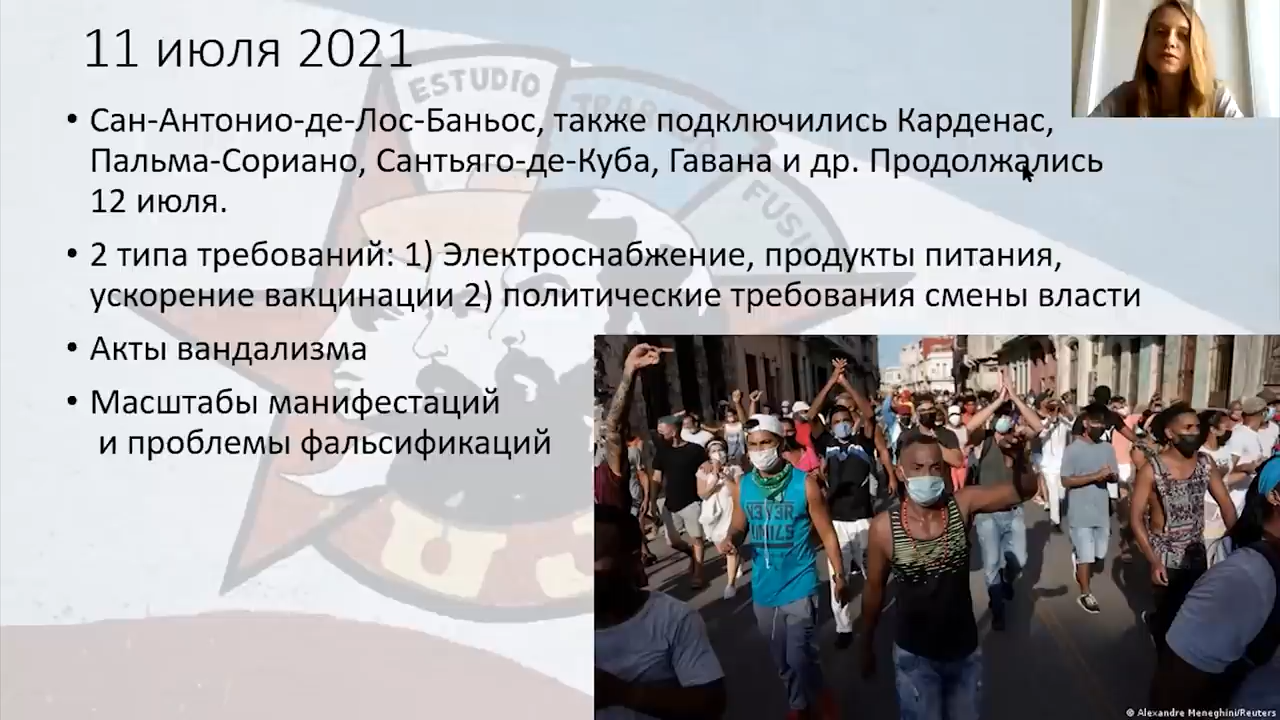 11 июля 2021
• Сан-Антонио-де-Лос-Баньос, также подключились Карденас,
Пальма-Сориано, Сантьяго-де-Куба, Гавана и др. Продолжались
12 июля.
• 2 типа требований: 1) Электроснабжение, продукты питания,
ускорение вакцинации 2) политические требования смены власти
• Акты вандализма
• Масштабы манифестаций
и проблемы фальсификаций
ESTUDIO
© Alexandre Meneghini/Reuters